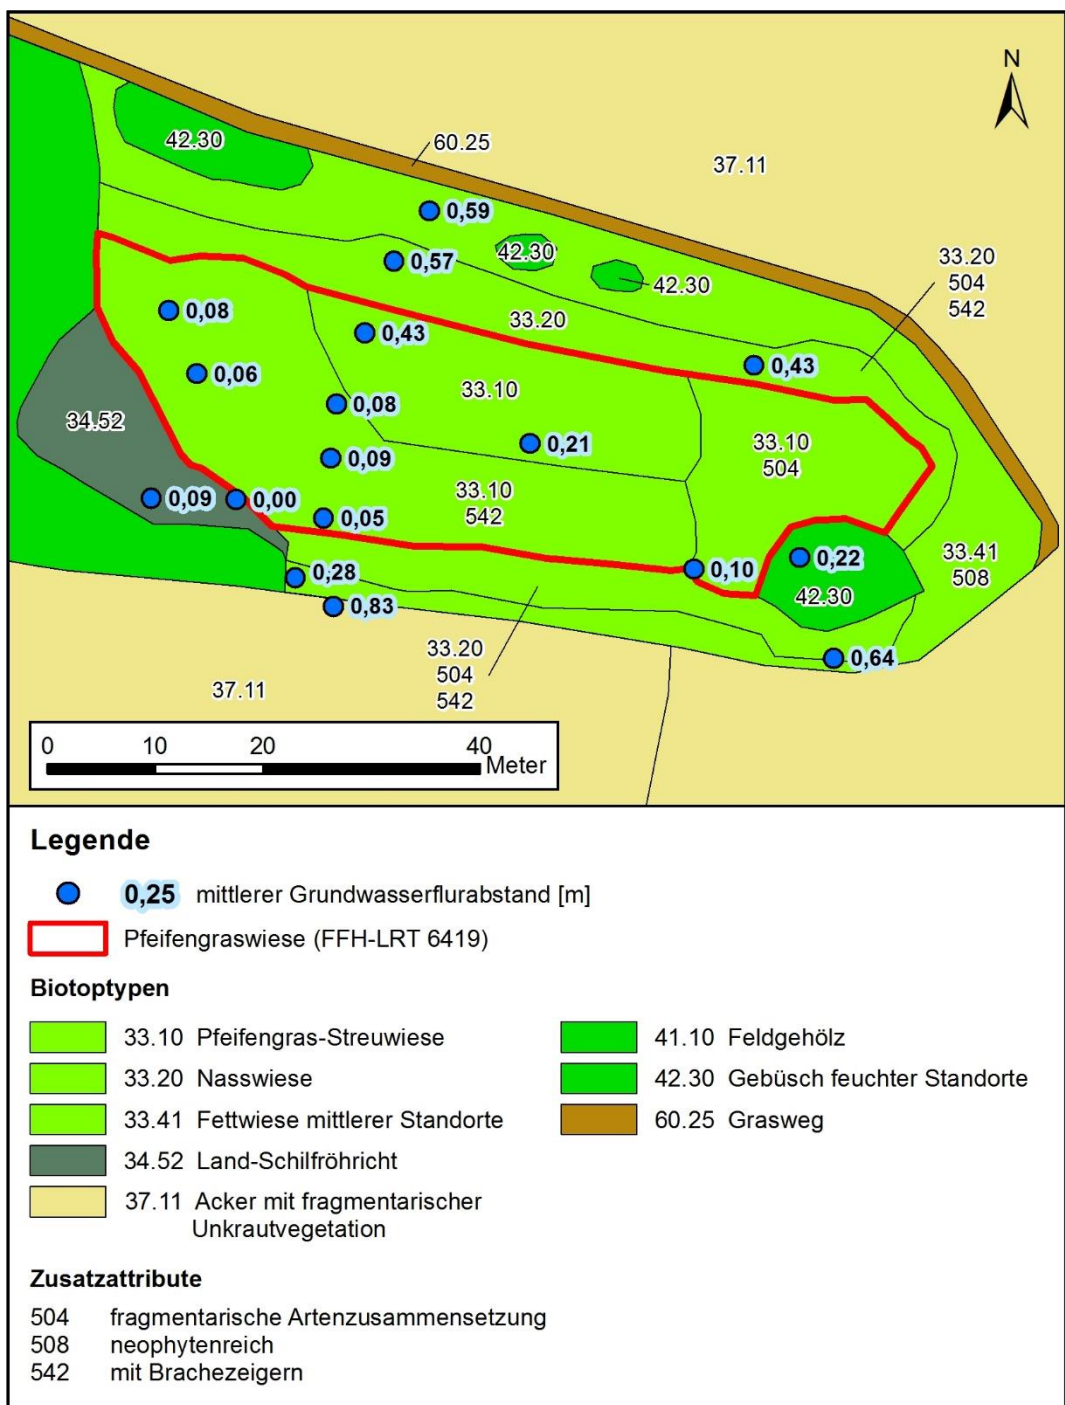 N
42.30
60.25
37.11
0,59
42.30
0,57
42.30
33.20
504
542
0,08
33.20
0,43
0,43
0,06
33.10
0,08
34.52
33.10
504
0,21
0,09
33.10
542
0,09
0,00
0,05
0,28
0,10
0,22
33.41
508
42.30
0,83
33.20
504
542
0,64
37.11
0 10 20 40
Meter
Legende
0,25 mittlerer Grundwasserflurabstand [m]
Pfeifengraswiese (FFH-LRT 6419)
Biotoptypen
33.10 Pfeifengras-Streuwiese
33.20 Nasswiese
33.41 Fettwiese mittlerer Standorte
34.52 Land-Schilfröhricht
37.11 Acker mit fragmentarischer
Unkrautvegetation
41.10 Feldgehölz
42.30 Gebüsch feuchter Standorte
60.25 Grasweg
Zusatzattribute
504 fragmentarische Artenzusammensetzung
508 neophytenreich
542 mit Brachezeigern